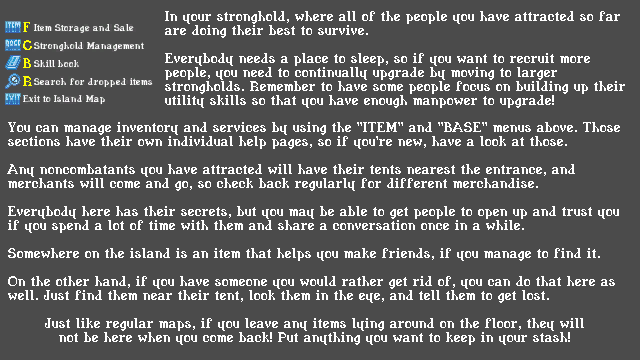 In your stronghold, where all of the people you have attracted so far
are doing their best to survive.
ITEM F Item Storage and Sale
BASE C Stronghold Management
B Skill book
R Search for dropped items
EXIT Exit to Island Map
Everybody needs a place to sleep, so if you want to recruit more
people, you need to continually upgrade by moving to larger
strongholds. Remember to have some people focus on building up their
utility skills so that you have enough manpower to upgrade!
You can manage inventory and services by using the "ITEM" and "BASE" menus above. Those
sections have their own individual help pages, so if you're new, have a look at those.
Any noncombatants you have attracted will have their tents nearest the entrance, and
merchants will come and go, so check back regularly for different merchandise.
Everybody here has their secrets, but you may be able to get people to open up and trust you
if you spend a lot of time with them and share a conversation once in a while.
Somewhere on the island is an item that helps you make friends, if you manage to find it.
On the other hand, if you have someone you would rather get rid of, you can do that here as
well. Just find them near their tent, look them in the eye, and tell them to get lost.
Just like regular maps, if you leave any items lying around on the floor, they will
not be here when you come back! Put anything you want to keep in your stash!